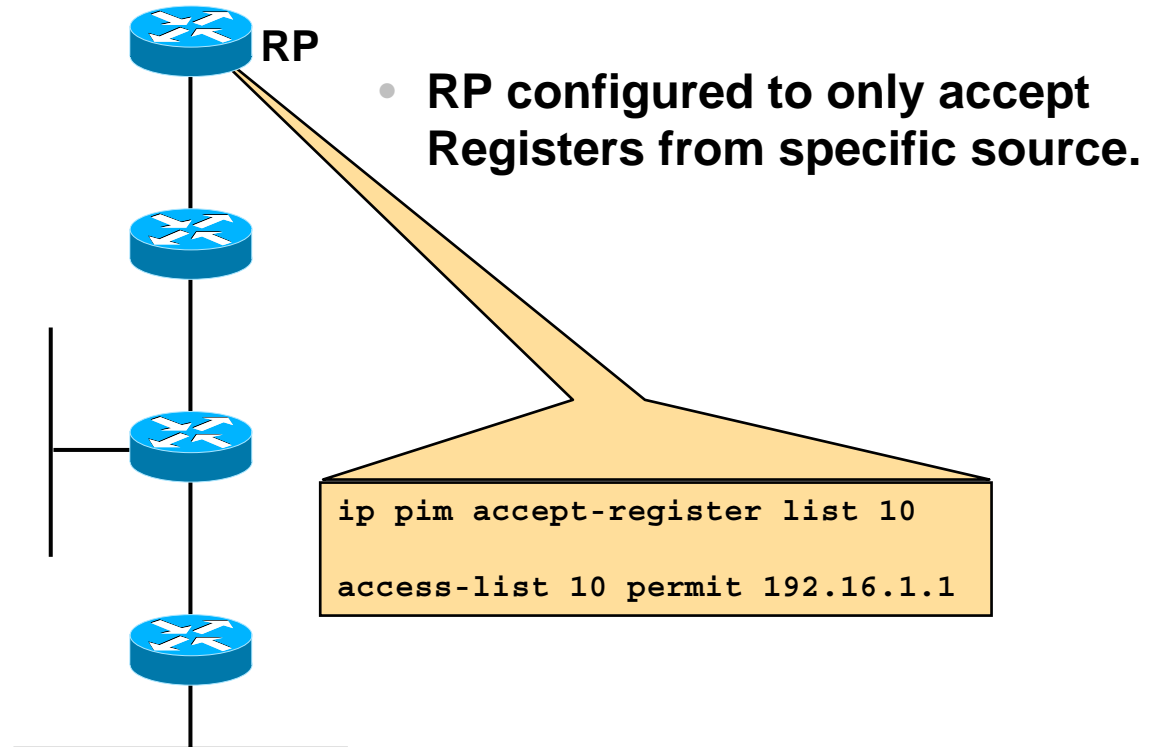 RP
• RP configured to only accept
Registers from specific source.
ip pim accept-register list 10
access-list 10 permit 192.16.1.1